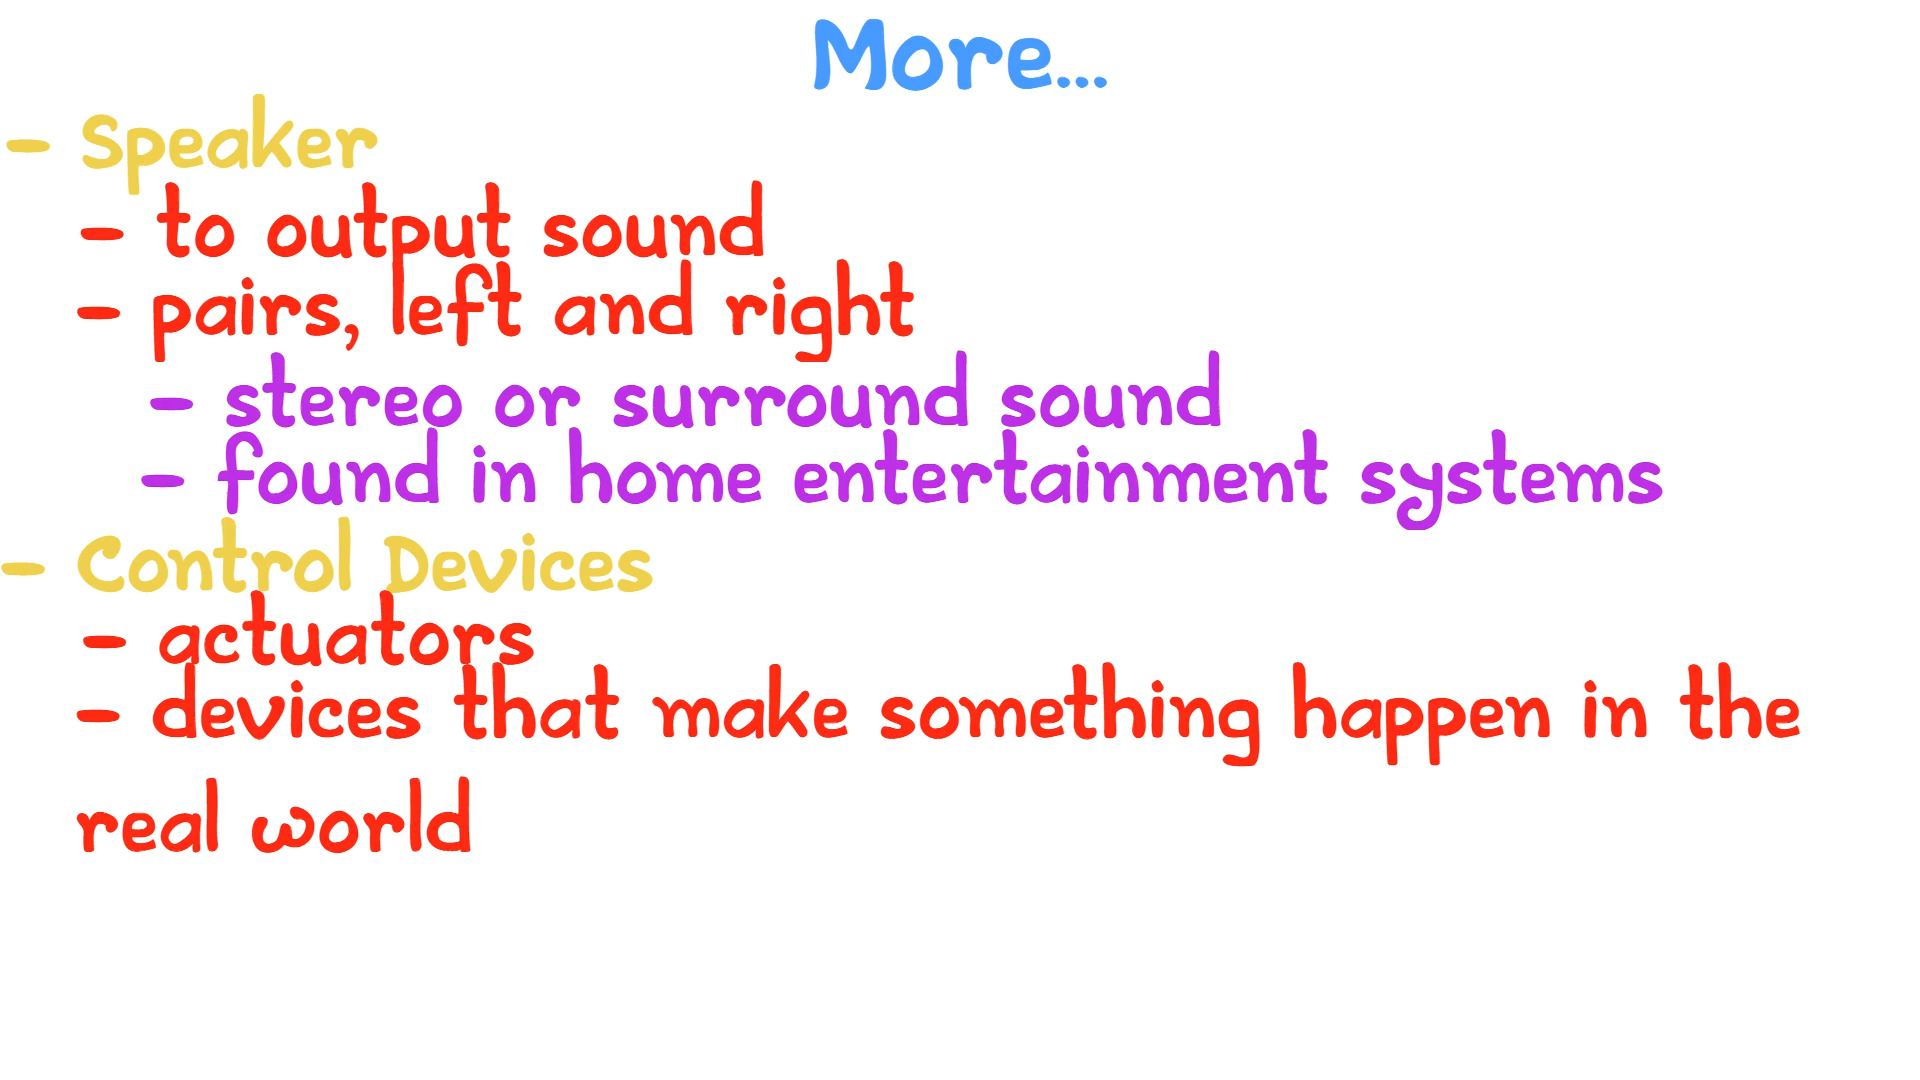 More...
- Speaker
- to output sound
- pairs, left and right
- stereo or surround sound
- found in home entertainment systems
- Control Devices
- actuators
- devices that make something happen in the
real world